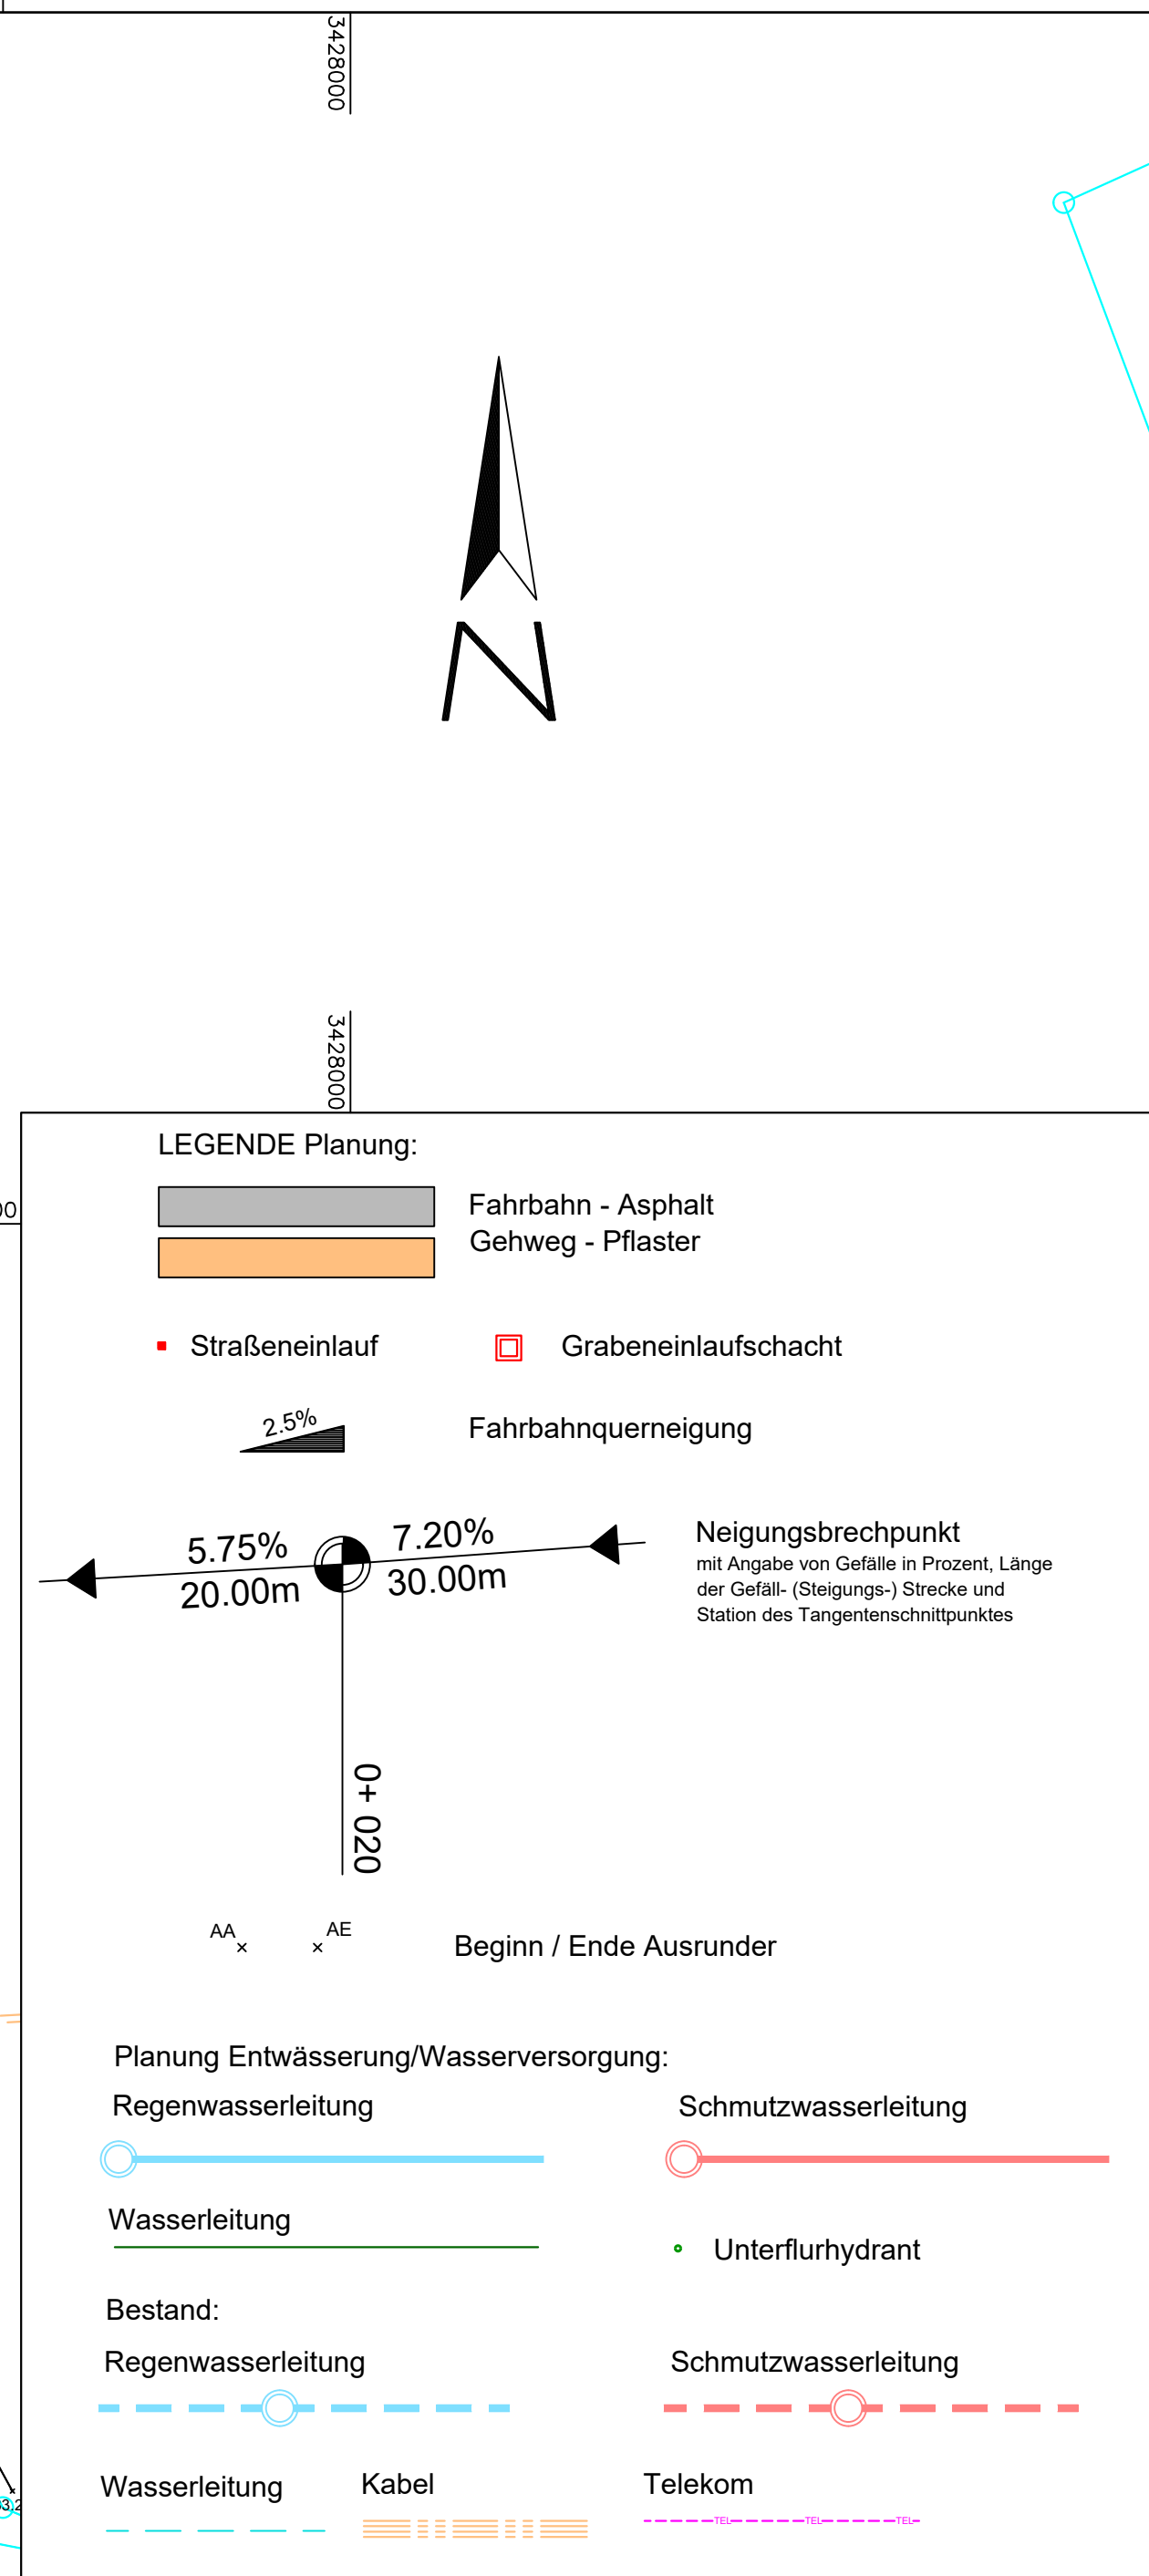 3428000
N
3428000
LEGENDE Planung:
Fahrbahn - Asphalt
Gehweg - Pflaster
Straßeneinlauf
Grabeneinlaufschacht
2.5%
Fahrbahnquerneigung
5.75%
7.20%
20.00m
30.00m
Neigungsbrechpunkt
mit Angabe von Gefälle in Prozent, Länge
der Gefäll- (Steigungs-) Strecke und
Station des Tangentenschnittpunktes
0+ 020
AA
AE
Beginn / Ende Ausrunder
Planung Entwässerung/Wasserversorgung:
Regenwasserleitung
Schmutzwasserleitung
Wasserleitung
Unterflurhydrant
Bestand:
Regenwasserleitung
Schmutzwasserleitung
Wasserleitung
Kabel
Telekom
TEL TEL TEL